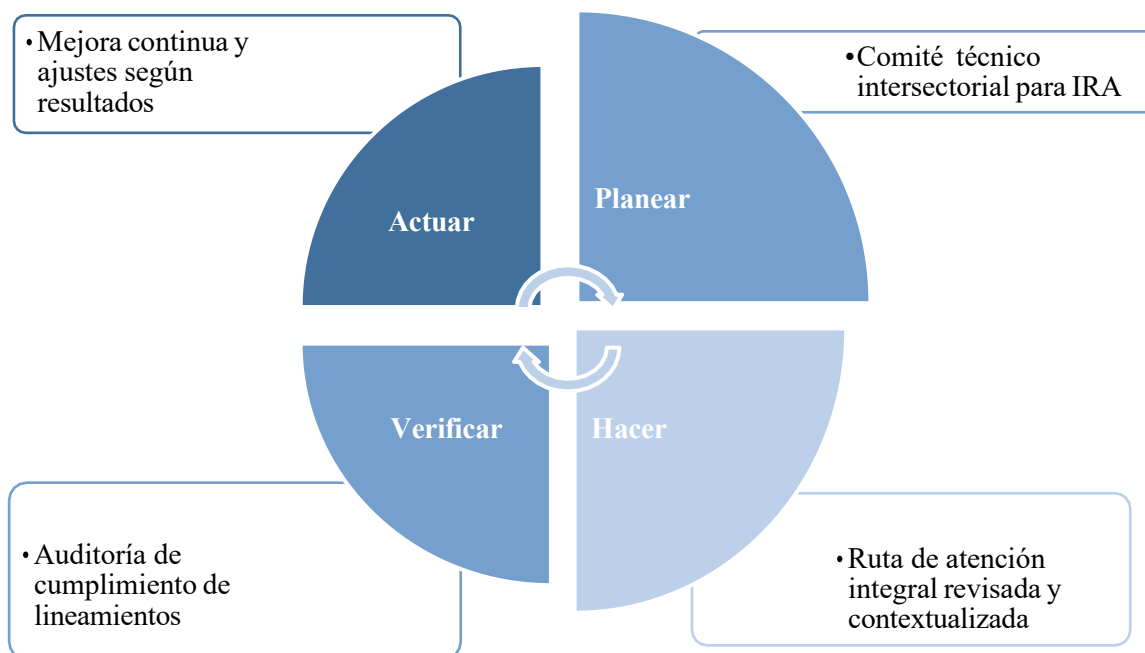 • Mejora continua y
ajustes según
resultados
• Comité técnico
intersectorial para IRA
Actuar
Planear
Verificar
Hacer
• Auditoría de
cumplimiento de
lineamientos
• Ruta de atención
integral revisada y
contextualizada